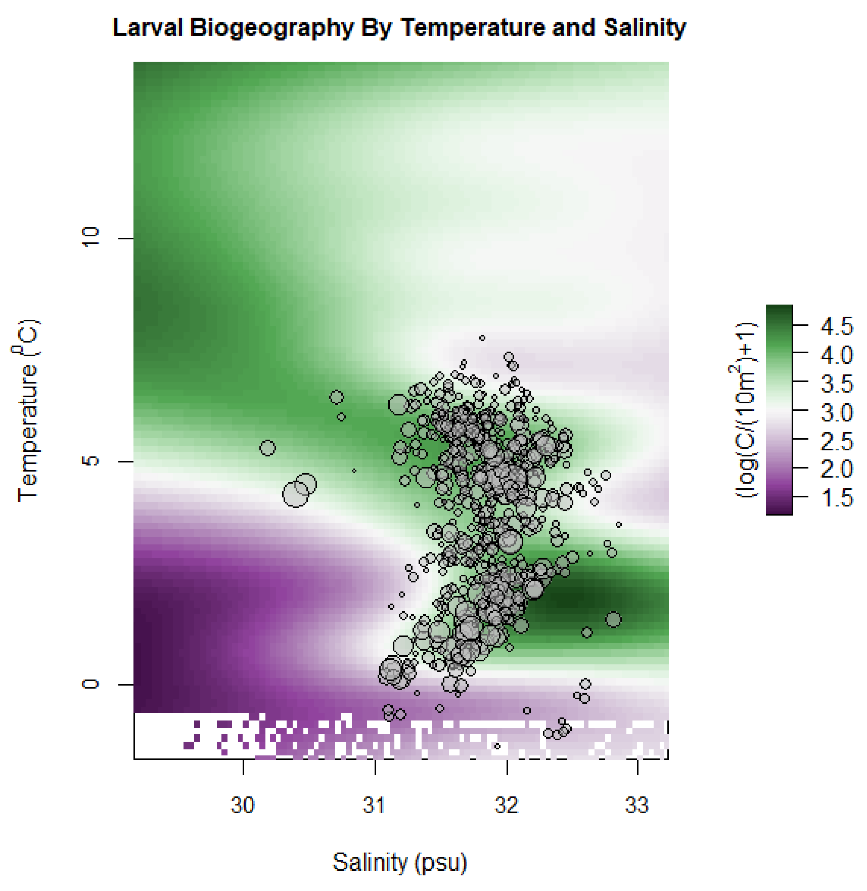 Larval Biogeography By Temperature and Salinity
10
5
0
Temperature (⁰C)
30 31 32 33
Salinity (psu)
(log(C/(10m²)+1)
4.5
4.0
3.5
3.0
2.5
2.0
1.5